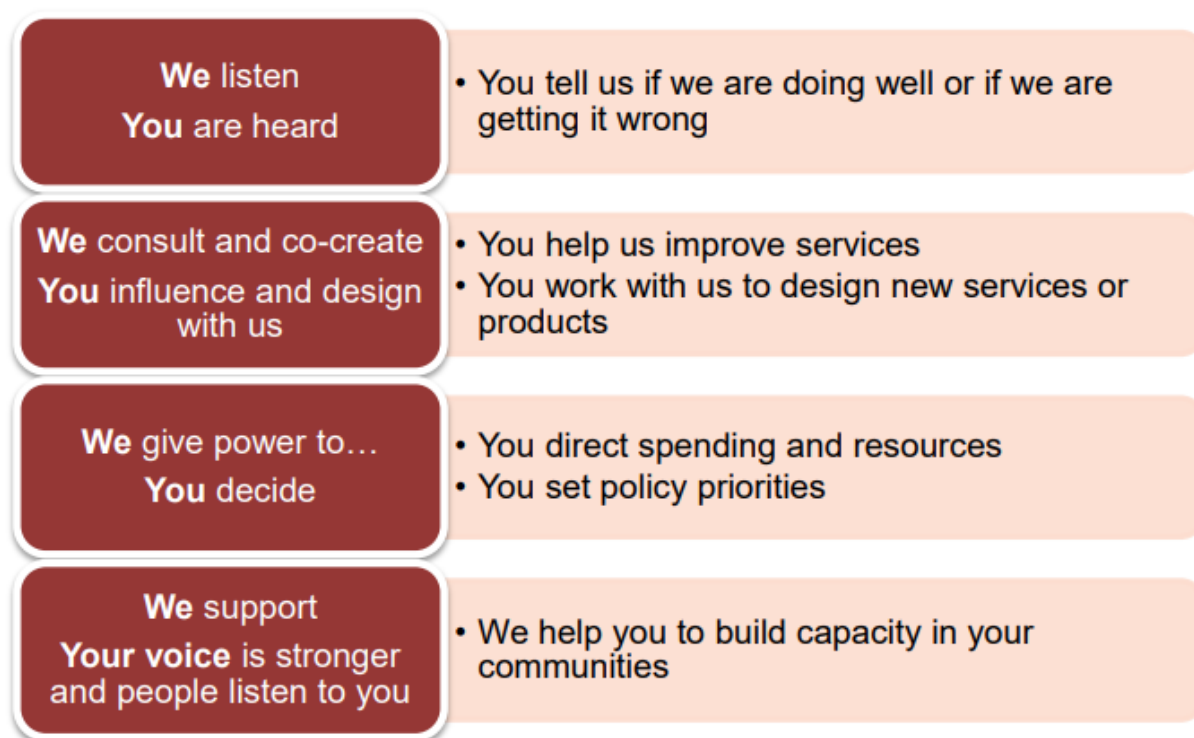 We listen
You are heard
• You tell us if we are doing well or if we are
getting it wrong
We consult and co-create
You influence and design
with us
• You help us improve services
• You work with us to design new services or
products
We give power to…
You decide
• You direct spending and resources
• You set policy priorities
We support
Your voice is stronger
and people listen to you
• We help you to build capacity in your
communities